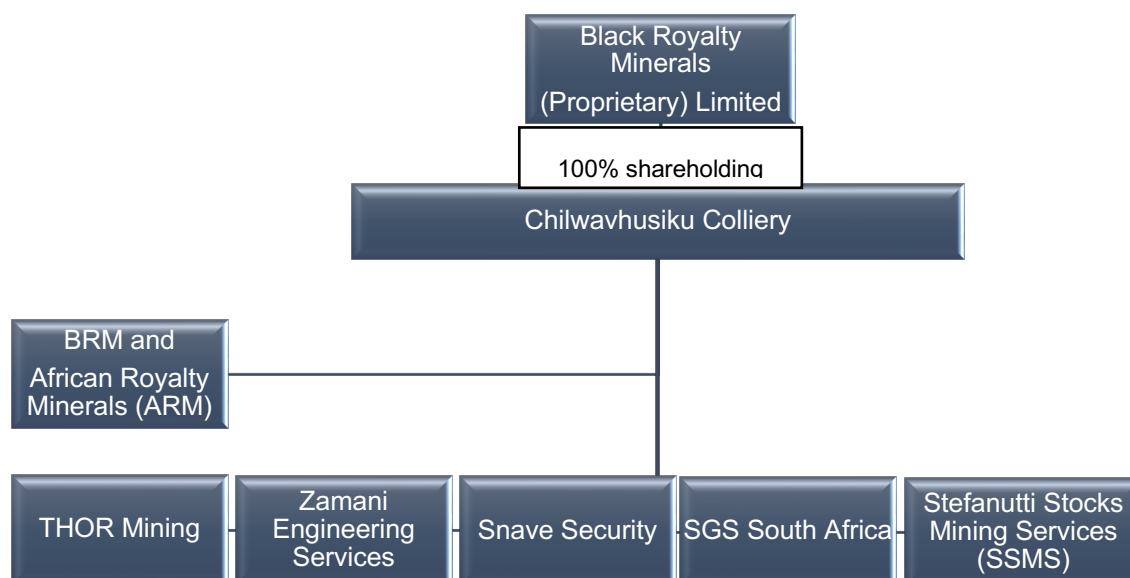 Black Royalty
Minerals
(Proprietary) Limited
100% shareholding
Chilwavhusiku Colliery
BRM and
African Royalty
Minerals (ARM)
THOR Mining
Zamani
Engineering
Services
Snave Security
SGS South Africa
Stefanutti Stocks
Mining Services
(SSMS)